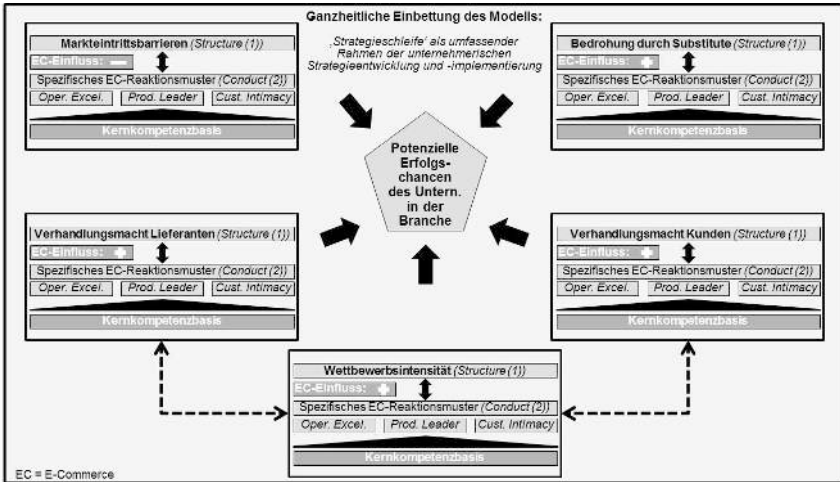 Ganzheitliche Einbettung des Modells:
‚Strategieschleife' als umfassender
Rahmen der unternehmerischen
Strategieentwicklung und -implementierung
Markteintrittsbarrieren (Structure (1))
EC-Einfluss: −
Spezifisches EC-Reaktionsmuster (Conduct (2))
Oper. Excel. Prod. Leader Cust. Intimacy
Kernkompetenzbasis
Bedrohung durch Substitute (Structure (1))
EC-Einfluss: +
Spezifisches EC-Reaktionsmuster (Conduct (2))
Oper. Excel. Prod. Leader Cust. Intimacy
Kernkompetenzbasis
Potenzielle
Erfolgs-
chancen
des Untern.
in der
Branche
Verhandlungsmacht Lieferanten (Structure (1))
EC-Einfluss: +
Spezifisches EC-Reaktionsmuster (Conduct (2))
Oper. Excel. Prod. Leader Cust. Intimacy
Kernkompetenzbasis
Verhandlungsmacht Kunden (Structure (1))
EC-Einfluss: +
Spezifisches EC-Reaktionsmuster (Conduct (2))
Oper. Excel. Prod. Leader Cust. Intimacy
Kernkompetenzbasis
Wettbewerbsintensität (Structure (1))
EC-Einfluss: +
Spezifisches EC-Reaktionsmuster (Conduct (2))
Oper. Excel. Prod. Leader Cust. Intimacy
Kernkompetenzbasis
EC = E-Commerce